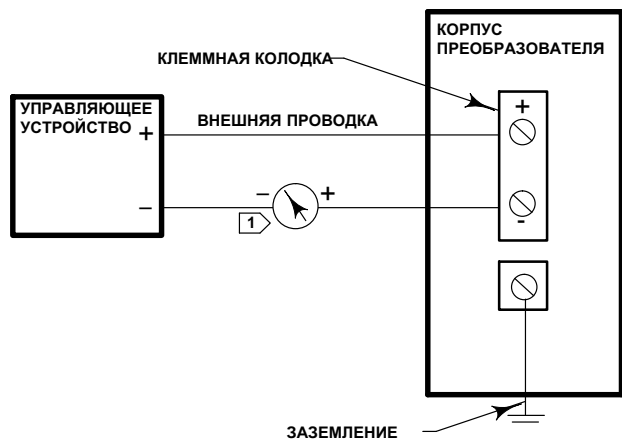 КОРПУС
ПРЕОБРАЗОВАТЕЛЯ
КЛЕММНАЯ КОЛОДКА
УПРАВЛЯЮЩЕЕ
УСТРОЙСТВО
+
ВНЕШНЯЯ ПРОВОДКА
+
–
– +
1
-
ЗАЗЕМЛЕНИЕ